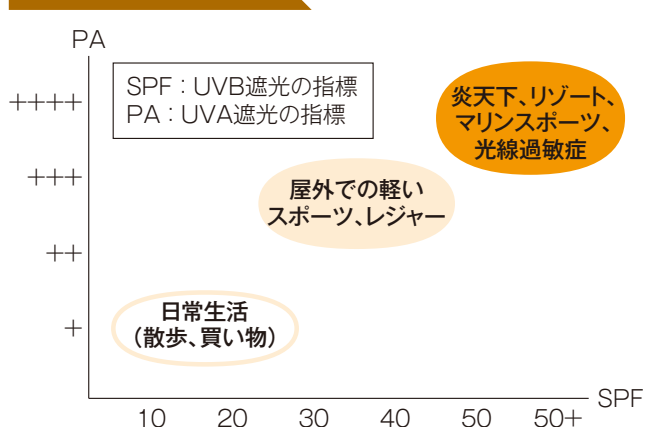 PA
SPF：UVB遮光の指標
PA：UVA遮光の指標
++++
炎天下、リゾート、
マリンスポーツ、
光線過敏症
+++
屋外での軽い
スポーツ、レジャー
++
日常生活
（散歩、買い物）
+
SPF
10 20 30 40 50 50+